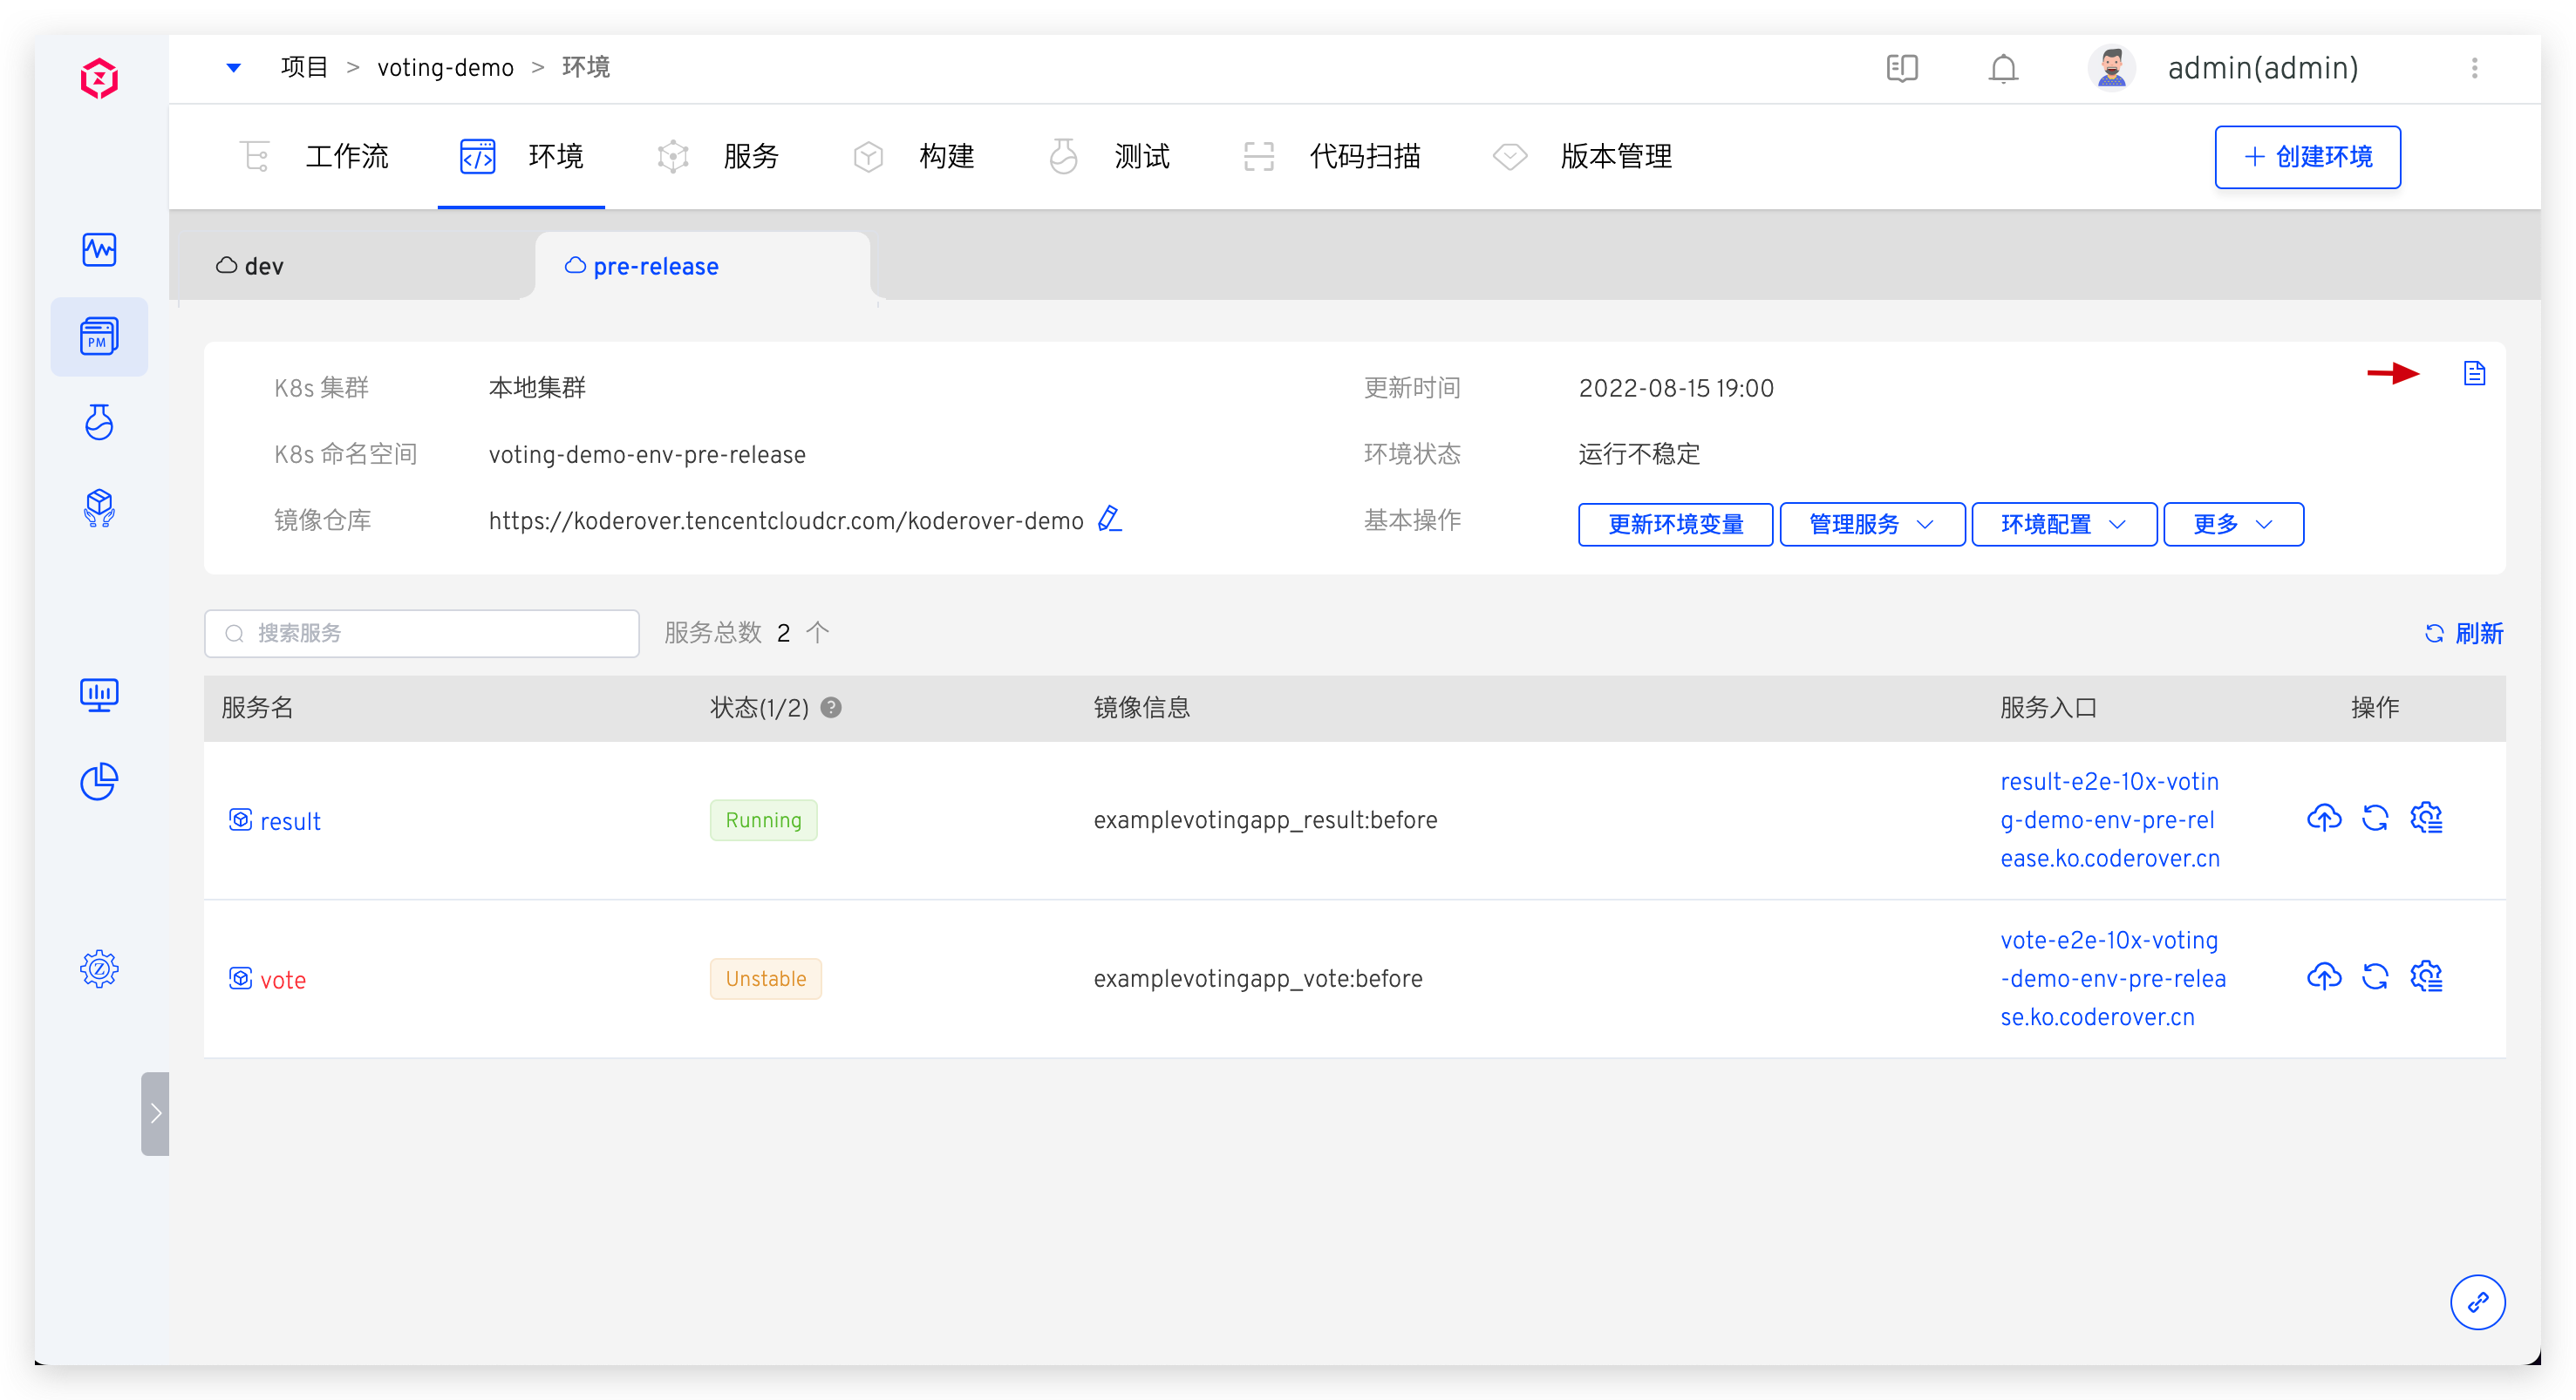 项目 > voting-demo > 环境
admin(admin)
工作流
环境
服务
构建
测试
代码扫描
版本管理
+ 创建环境
dev
pre-release
K8s 集群 本地集群
更新时间 2022-08-15 19:00
K8s 命名空间 voting-demo-env-pre-release
环境状态 运行不稳定
镜像仓库 https://koderover.tencentcloudcr.com/koderover-demo
基本操作 更新环境变量 管理服务 环境配置 更多
PM
搜索服务
服务总数 2 个
刷新
服务名 状态(1/2) ? 镜像信息 服务入口 操作
result Running examplevotingapp_result:before
result-e2e-10x-votin
g-demo-env-pre-rel
ease.ko.coderover.cn
vote Unstable examplevotingapp_vote:before
vote-e2e-10x-voting
-demo-env-pre-relea
se.ko.coderover.cn